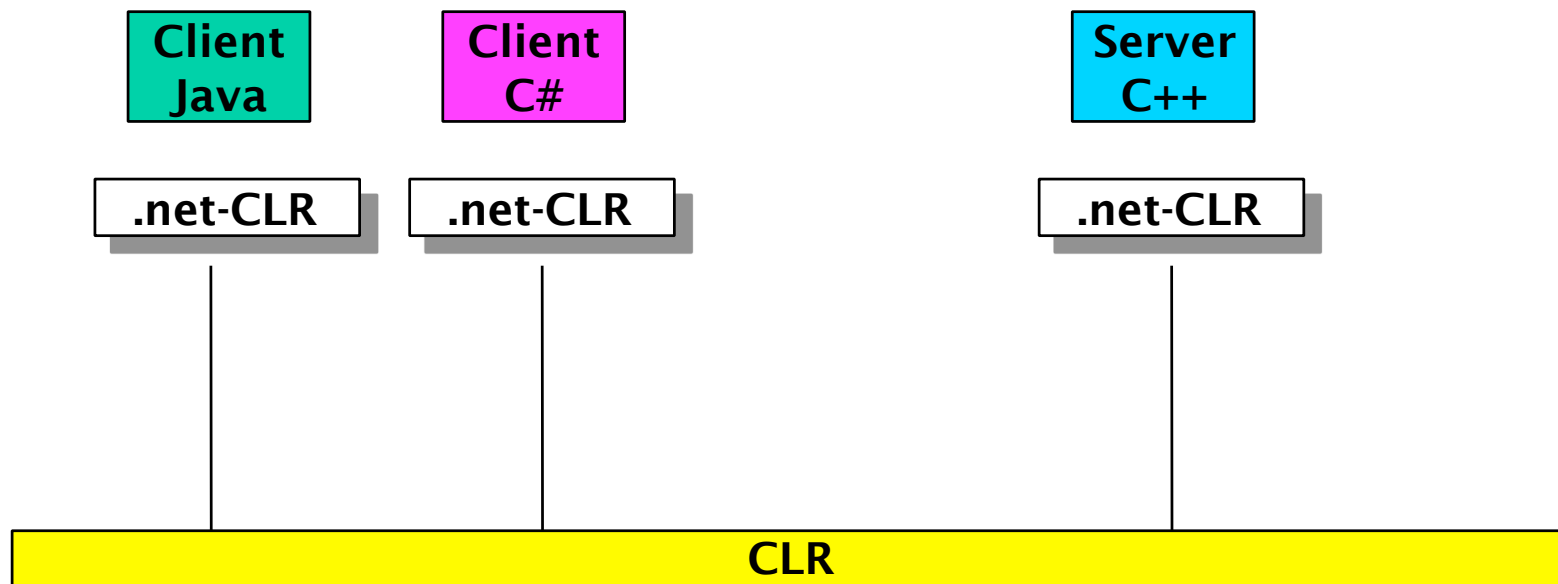 Client
Java
Client
C#
Server
C++
.net-CLR
.net-CLR
.net-CLR
CLR